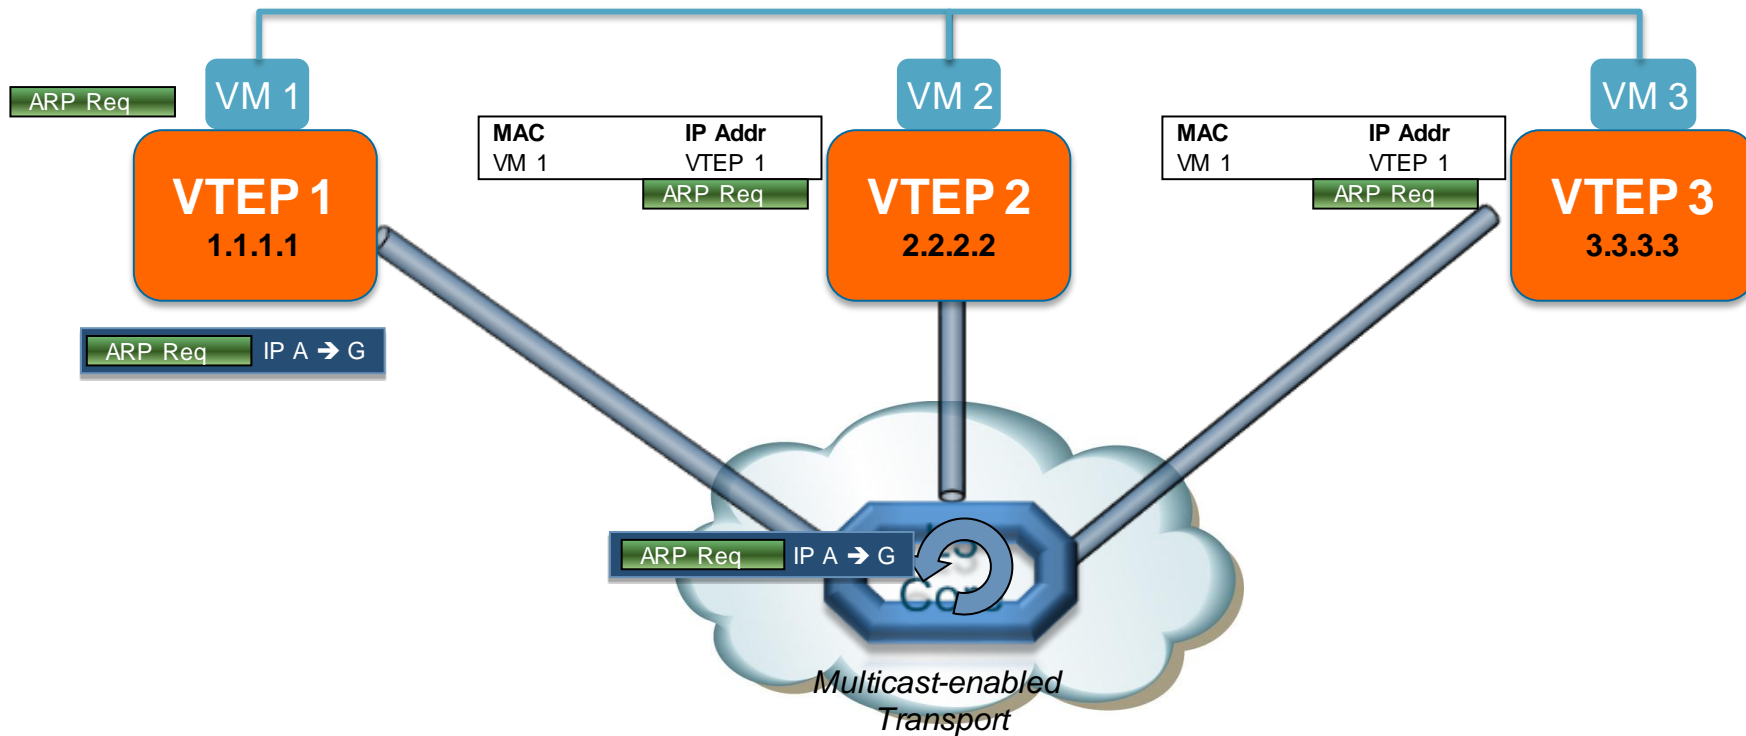 VM 1
VM 2
VM 3
ARP Req
MAC IP Addr
VM 1 VTEP 1
ARP Req
MAC IP Addr
VM 1 VTEP 1
ARP Req
VTEP 1
1.1.1.1
VTEP 2
2.2.2.2
VTEP 3
3.3.3.3
ARP Req IP A ➔ G
ARP Req IP A ➔ G
Multicast-enabled
Transport